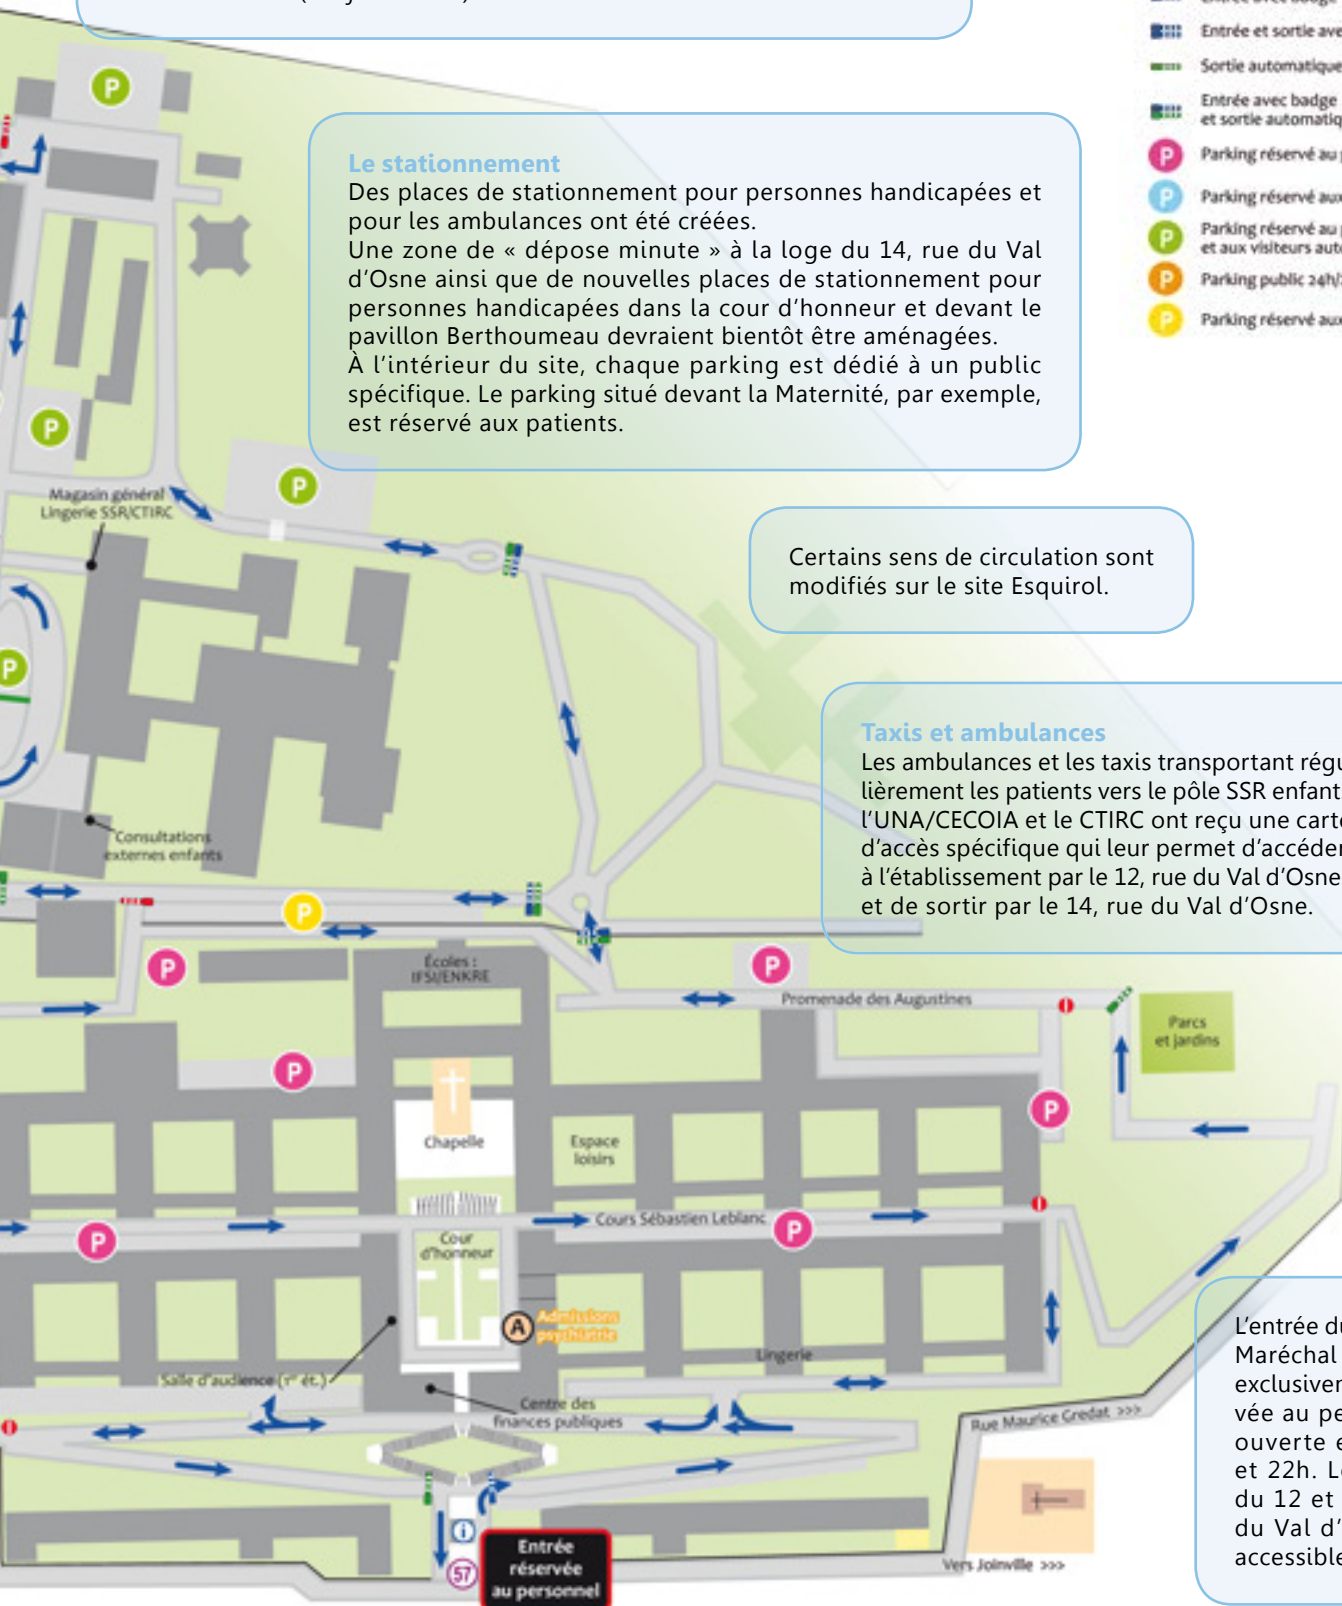 Entrée et sortie ave
Sortie automatique
Entrée avec badge
et sortie automatiq
P Parking réservé au p
P Parking réservé aux
P Parking réservé au p
et aux visiteurs auto
P Parking public 24h/
P Parking réservé aux
P
Le stationnement
Des places de stationnement pour personnes handicapées et
pour les ambulances ont été créées.
Une zone de « dépose minute » à la loge du 14, rue du Val
d’Osne ainsi que de nouvelles places de stationnement pour
personnes handicapées dans la cour d’honneur et devant le
pavillon Berthoumeau devraient bientôt être aménagées.
À l’intérieur du site, chaque parking est dédié à un public
spécifique. Le parking situé devant la Maternité, par exemple,
est réservé aux patients.
P
P
Magasin général
Lingerie SSR/CTIRC
Certains sens de circulation sont
modifiés sur le site Esquirol.
P
Taxis et ambulances
Les ambulances et les taxis transportant régu
lièrement les patients vers le pôle SSR enfant
l’UNA/CECOIA et le CTIRC ont reçu une carte
d’accès spécifique qui leur permet d’accéder
à l’établissement par le 12, rue du Val d’Osne
et de sortir par le 14, rue du Val d’Osne.
Consultations
externes enfants
P
P
Écoles :
IFSI/ENKRE
P
Promenade des Augustines
Parcs
et jardins
P
P
Chapelle
Espace
loisirs
P
Cours Sébastien Leblanc
P
Cour
d’honneur
A
Admissions
psychiatrie
Lingerie
Salle d’audience (1er ét.)
Centre des
finances publiques
Rue Maurice Gredat >>>
L’entrée du
Maréchal
exclusiver
vée au pe
ouverte e
et 22h. Le
du 12 et
du Val d’
accessible
i
57
Entrée
réservée
au personnel
Vers Joinville >>>